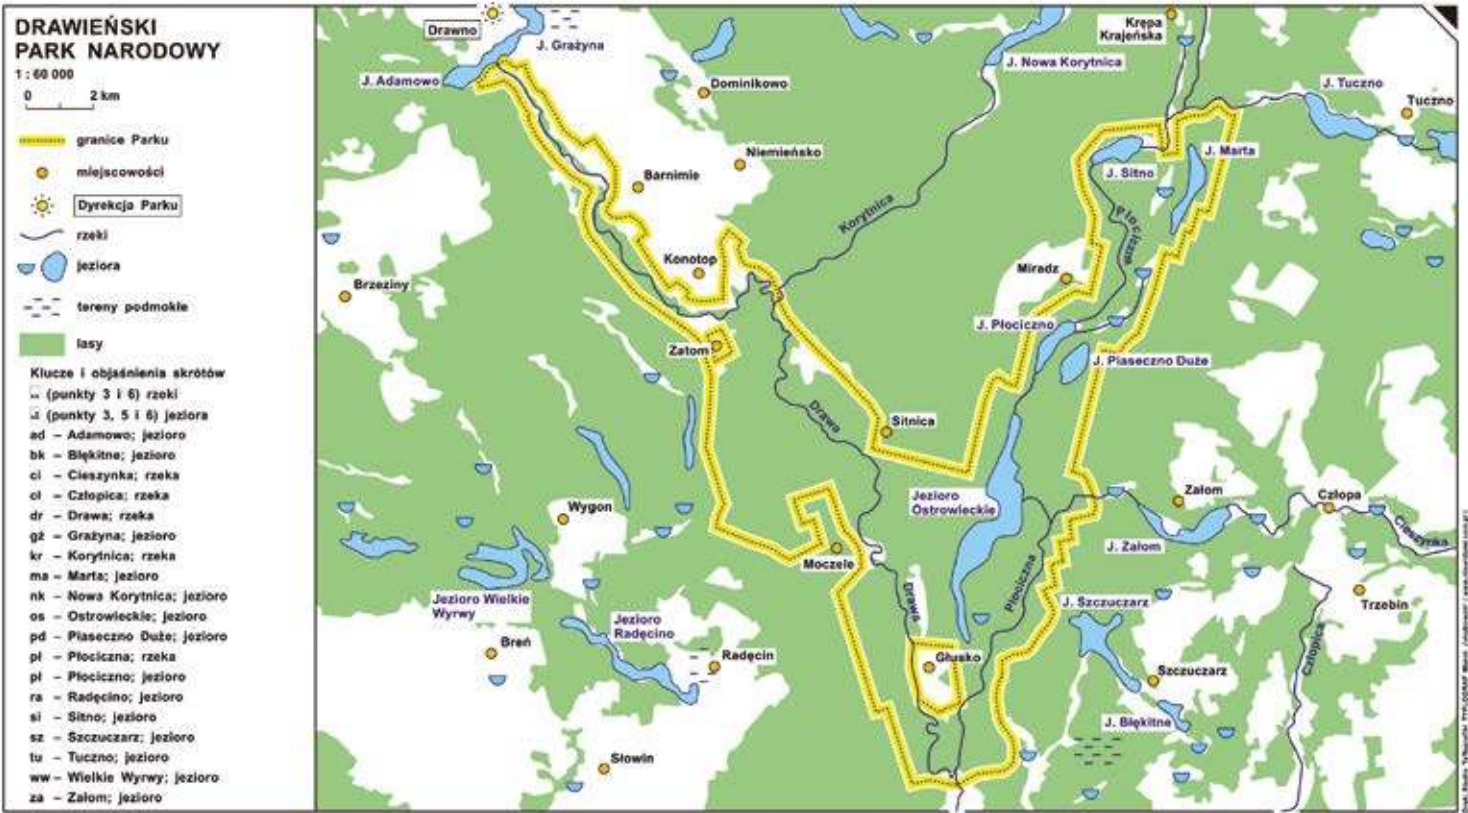 DRAWIEŃSKI
PARK NARODOWY
1 : 60 000
0 2 km
granice Parku
miejscowości
Dyrekcja Parku
rzeki
jeziora
tereny podmokłe
lasy
Klucze i objaśnienia skrótów
(punkty 3 i 6) rzeki
(punkty 3, 5 i 6) jeziora
ad – Adamowo; jezioro
bk – Błękitne; jezioro
ci – Cieszynka; rzeka
cł – Człopica; rzeka
dr – Drawa; rzeka
gż – Grażyna; jezioro
kr – Korytnica; rzeka
ma – Marta; jezioro
nk – Nowa Korytnica; jezioro
os – Ostrowieckie; jezioro
pd – Piaseczno Duże; jezioro
pł – Płociczna; rzeka
pł – Płociczno; jezioro
ra – Radęcino; jezioro
si – Sitno; jezioro
sz – Szczuczarz; jezioro
tu – Tuczno; jezioro
ww – Wielkie Wyrwy; jezioro
za – Załom; jezioro
Drawno
J. Grażyna
J. Adamowo
Dominikowo
Krępa
Krajeńska
J. Nowa Korytnica
J. Tuczno
Tuczno
Niemieńsko
Barnimie
J. Marta
J. Sitno
Korytnica
Płociczna
Konotop
Brzeziny
Miradz
J. Płociczno
Zatom
J. Piaseczno Duże
Drawa
Sitnica
Jezioro
Ostrowieckie
Załom
Człopa
Wygon
Cieszynka
J. Załom
Moczele
Płociczna
Drawa
Jezioro Wielkie
Wyrwy
J. Szczuczarz
Trzebin
Jezioro
Radęcino
Breń
Radęcin
Głusko
Człopica
Szczuczarz
J. Błękitne
Słowin